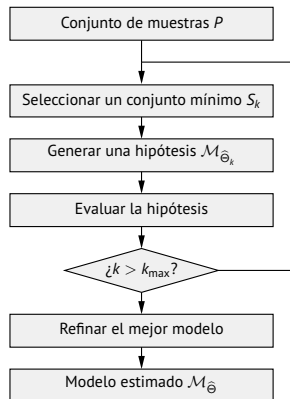 Conjunto de muestras P
Seleccionar un conjunto mínimo Sₖ
Generar una hipótesis ℳ_Θ̂ₖ
Evaluar la hipótesis
¿k > kₘₐₓ?
Refinar el mejor modelo
Modelo estimado ℳ_Θ̂